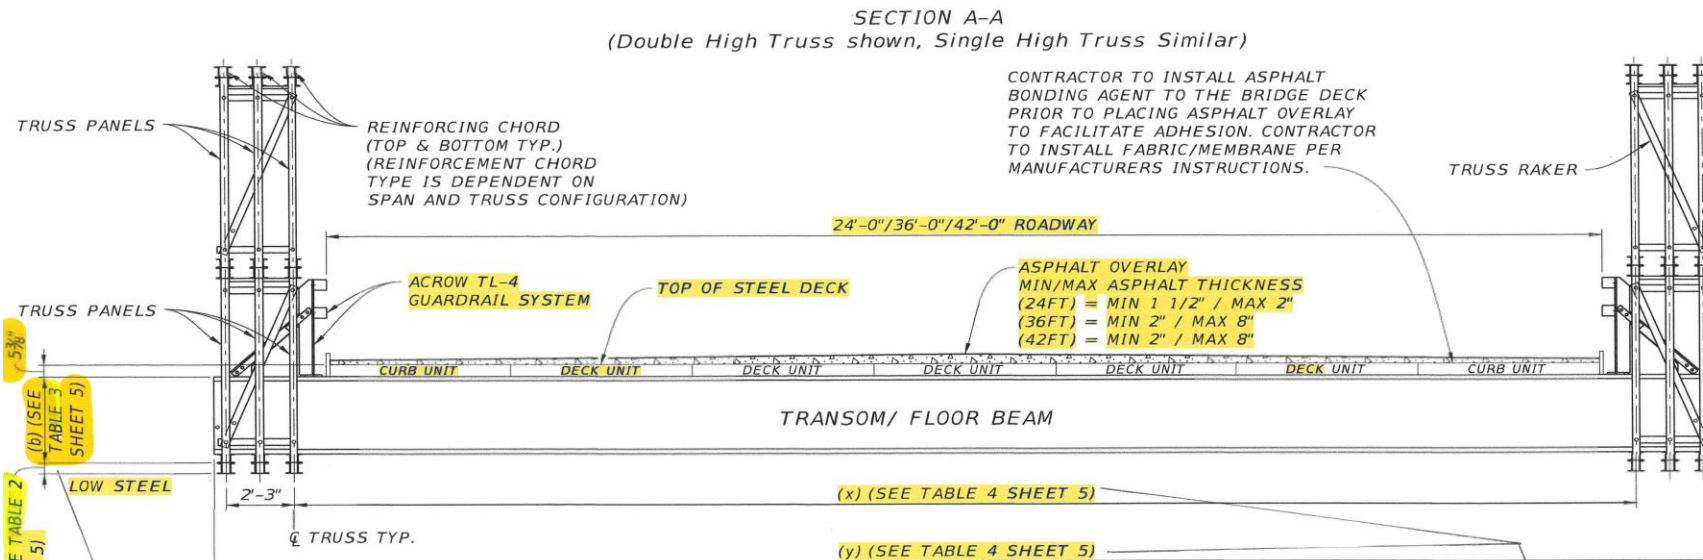 SECTION A-A
(Double High Truss shown, Single High Truss Similar)
CONTRACTOR TO INSTALL ASPHALT
BONDING AGENT TO THE BRIDGE DECK
PRIOR TO PLACING ASPHALT OVERLAY
TO FACILITATE ADHESION. CONTRACTOR
TO INSTALL FABRIC/MEMBRANE PER
MANUFACTURERS INSTRUCTIONS.
TRUSS PANELS
REINFORCING CHORD
(TOP & BOTTOM TYP.)
(REINFORCEMENT CHORD
TYPE IS DEPENDENT ON
SPAN AND TRUSS CONFIGURATION)
TRUSS RAKER
24'-0"/36'-0"/42'-0" ROADWAY
ACROW TL-4
GUARDRAIL SYSTEM
TOP OF STEEL DECK
ASPHALT OVERLAY
MIN/MAX ASPHALT THICKNESS
(24FT) = MIN 1 1/2" / MAX 2"
(36FT) = MIN 2" / MAX 8"
(42FT) = MIN 2" / MAX 8"
TRUSS PANELS
5⅜"
CURB UNIT
DECK UNIT
DECK UNIT
DECK UNIT
DECK UNIT
DECK UNIT
CURB UNIT
(b) (SEE
TABLE 3
SHEET 5)
TRANSOM/ FLOOR BEAM
LOW STEEL
2'-3"
(x) (SEE TABLE 4 SHEET 5)
TABLE 2
5)
℄ TRUSS TYP.
(y) (SEE TABLE 4 SHEET 5)